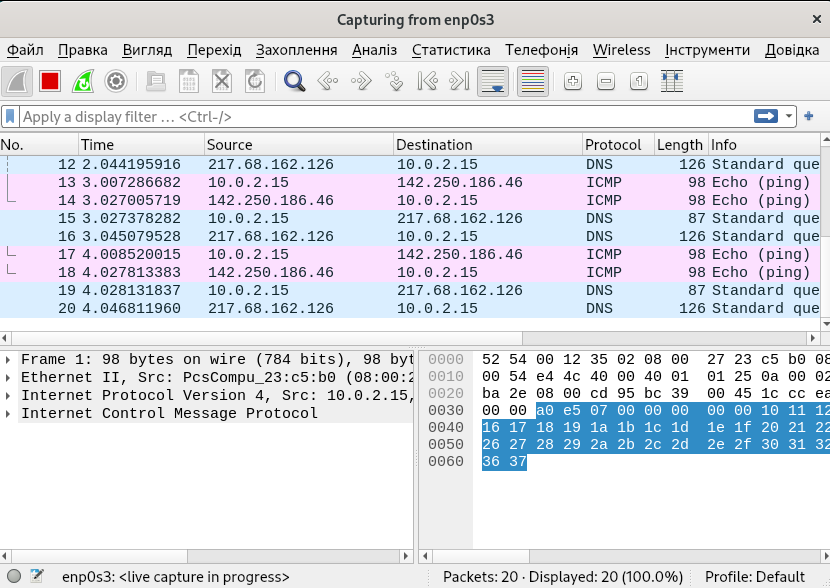 Capturing from enp0s3
Файл Правка Вигляд Перехід Захоплення Аналіз Статистика Телефонія Wireless Інструменти Довідка
Apply a display filter … <Ctrl-/>
No. Time Source Destination Protocol Length Info
12 2.044195916 217.68.162.126 10.0.2.15 DNS 126 Standard que
13 3.007286682 10.0.2.15 142.250.186.46 ICMP 98 Echo (ping)
14 3.027005719 142.250.186.46 10.0.2.15 ICMP 98 Echo (ping)
15 3.027378282 10.0.2.15 217.68.162.126 DNS 87 Standard que
16 3.045079528 217.68.162.126 10.0.2.15 DNS 126 Standard que
17 4.008520015 10.0.2.15 142.250.186.46 ICMP 98 Echo (ping)
18 4.027813383 142.250.186.46 10.0.2.15 ICMP 98 Echo (ping)
19 4.028131837 10.0.2.15 217.68.162.126 DNS 87 Standard que
20 4.046811960 217.68.162.126 10.0.2.15 DNS 126 Standard que
Frame 1: 98 bytes on wire (784 bits), 98 byt
Ethernet II, Src: PcsCompu_23:c5:b0 (08:00:2
Internet Protocol Version 4, Src: 10.0.2.15,
Internet Control Message Protocol
0000 52 54 00 12 35 02 08 00 27 23 c5 b0 08
0010 00 54 e4 4c 40 00 40 01 01 25 0a 00 02
0020 ba 2e 08 00 cd 95 bc 39 00 45 1c cc ea
0030 00 00 a0 e5 07 00 00 00 00 00 10 11 12
0040 16 17 18 19 1a 1b 1c 1d 1e 1f 20 21 22
0050 26 27 28 29 2a 2b 2c 2d 2e 2f 30 31 32
0060 36 37
enp0s3: <live capture in progress> Packets: 20 · Displayed: 20 (100.0%) Profile: Default